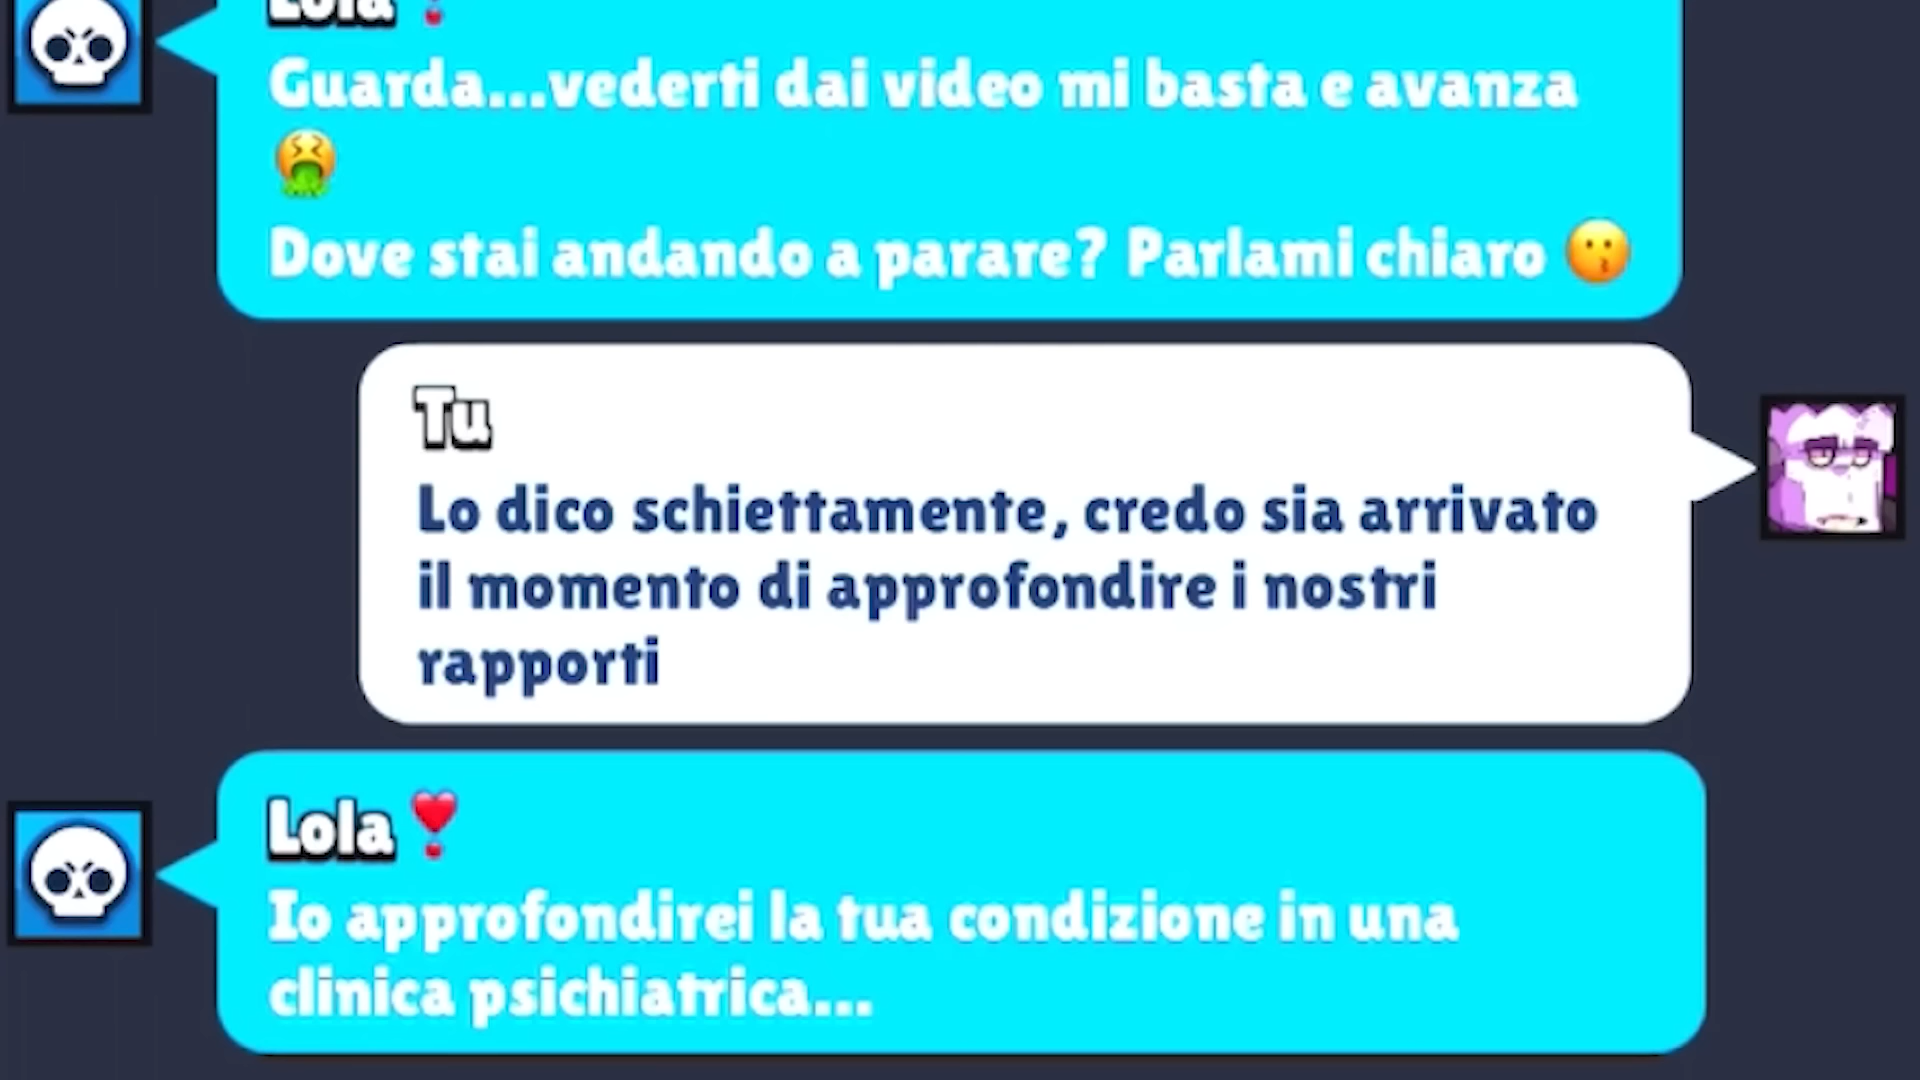 Lola❣️
Guarda...vederti dai video mi basta e avanza
🤮
Dove stai andando a parare? Parlami chiaro 😗
Tu
Lo dico schiettamente, credo sia arrivato
il momento di approfondire i nostri
rapporti
Lola❣️
Io approfondirei la tua condizione in una
clinica psichiatrica...